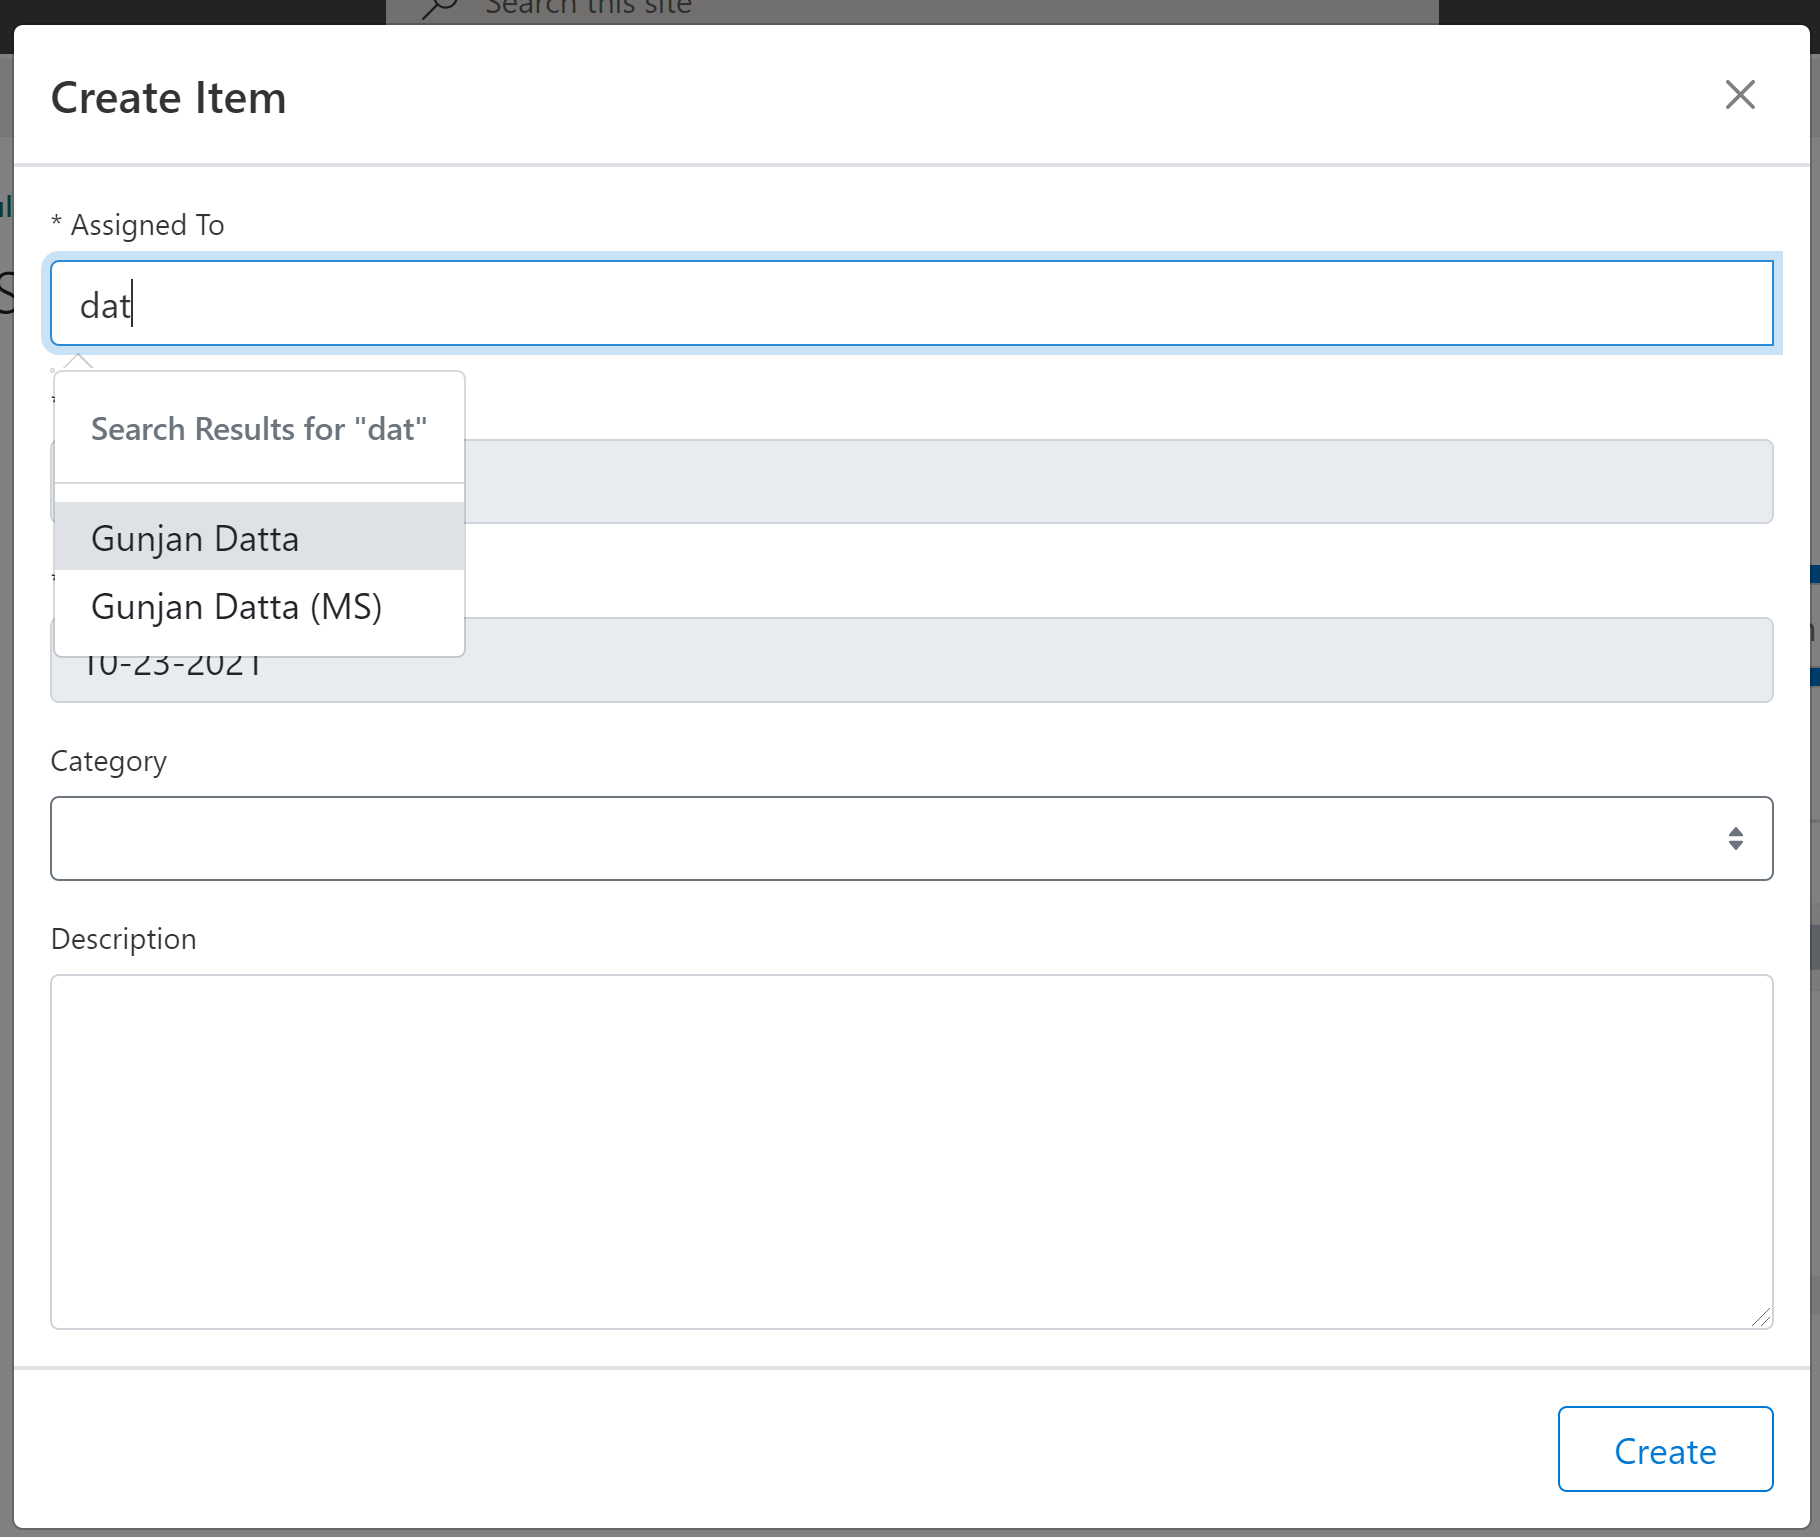 Search this site
Create Item
* Assigned To
dat
Search Results for "dat"
Gunjan Datta
Gunjan Datta (MS)
10-23-2021
Category
Description
Create